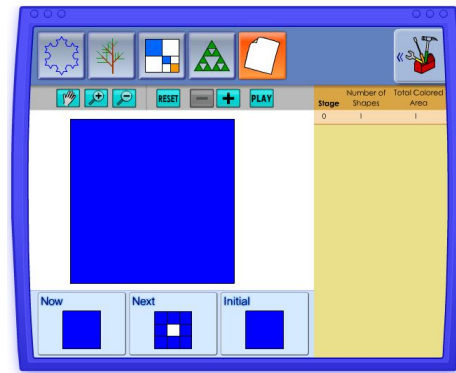 RESET
PLAY
Number of Total Colored
Stage Shapes Area
0 1 1
Now Next Initial